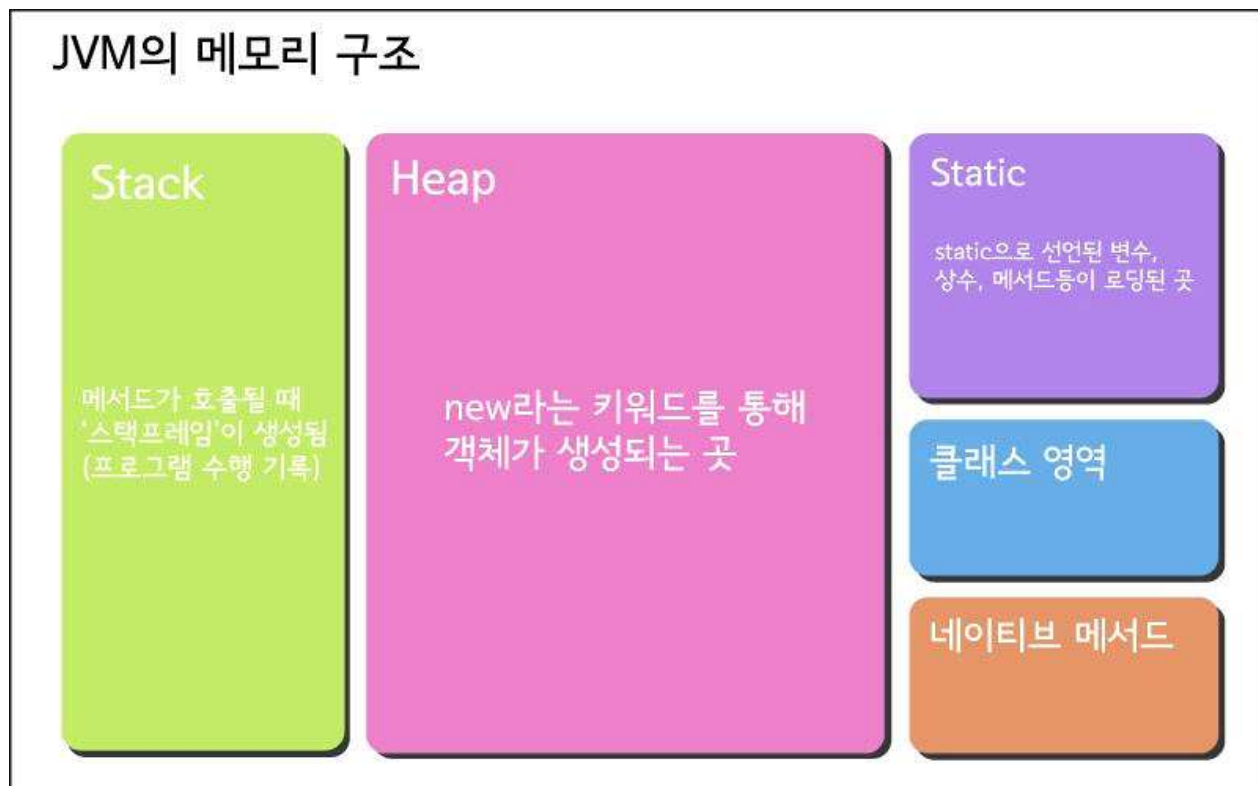 JVM의 메모리 구조
Stack
메서드가 호출될 때
‘스택프레임’이 생성됨
(프로그램 수행 기록)
Heap
new라는 키워드를 통해
객체가 생성되는 곳
Static
static으로 선언된 변수,
상수, 메서드등이 로딩된 곳
클래스 영역
네이티브 메서드